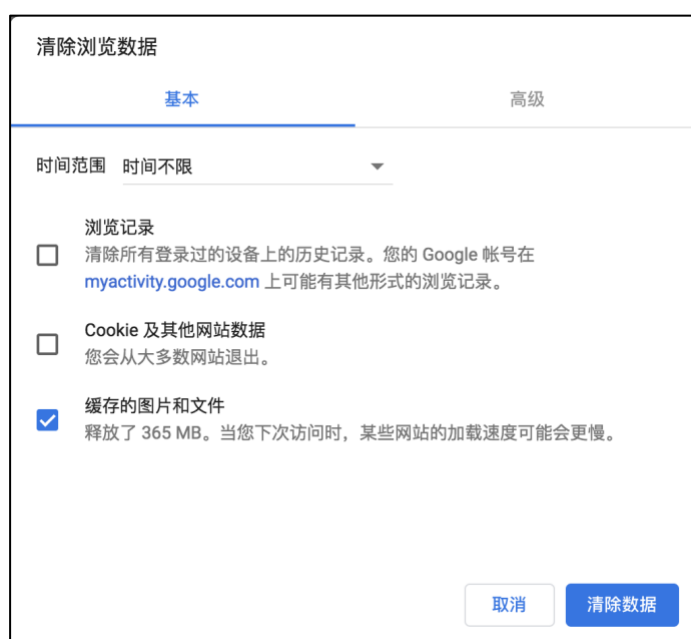 清除浏览数据
基本
高级
时间范围 时间不限
浏览记录
清除所有登录过的设备上的历史记录。您的 Google 帐号在
myactivity.google.com 上可能有其他形式的浏览记录。
Cookie 及其他网站数据
您会从大多数网站退出。
缓存的图片和文件
释放了 365 MB。当您下次访问时，某些网站的加载速度可能会更慢。
取消
清除数据